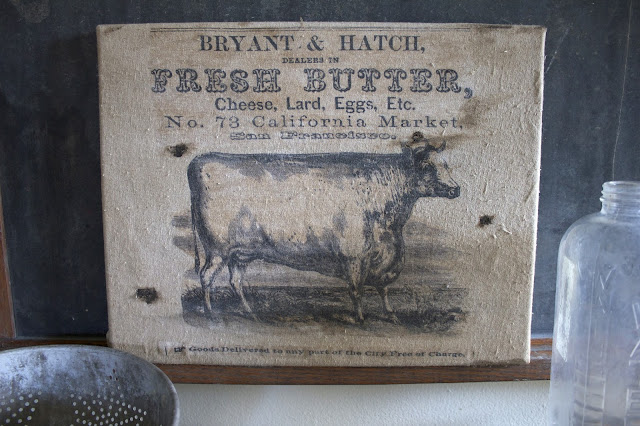 BRYANT & HATCH,
DEALERS IN
FRESH BUTTER,
Cheese, Lard, Eggs, Etc.
No. 73 California Market,
San Francisco.
☞ Goods Delivered to any part of the City Free of Charge.